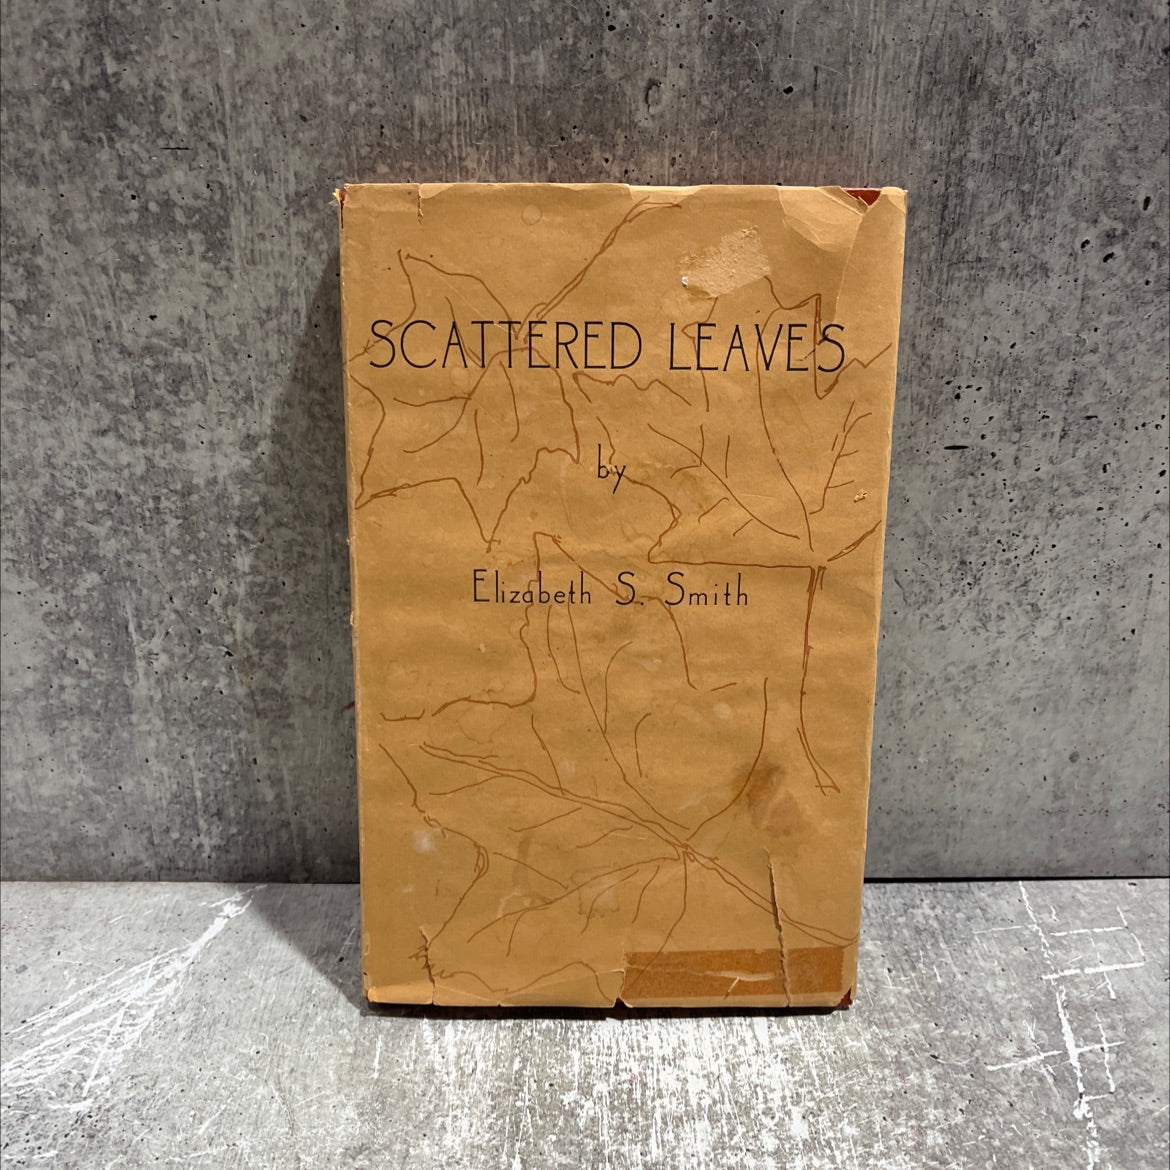 SCATTERED LEAVES
by
Elizabeth S. Smith